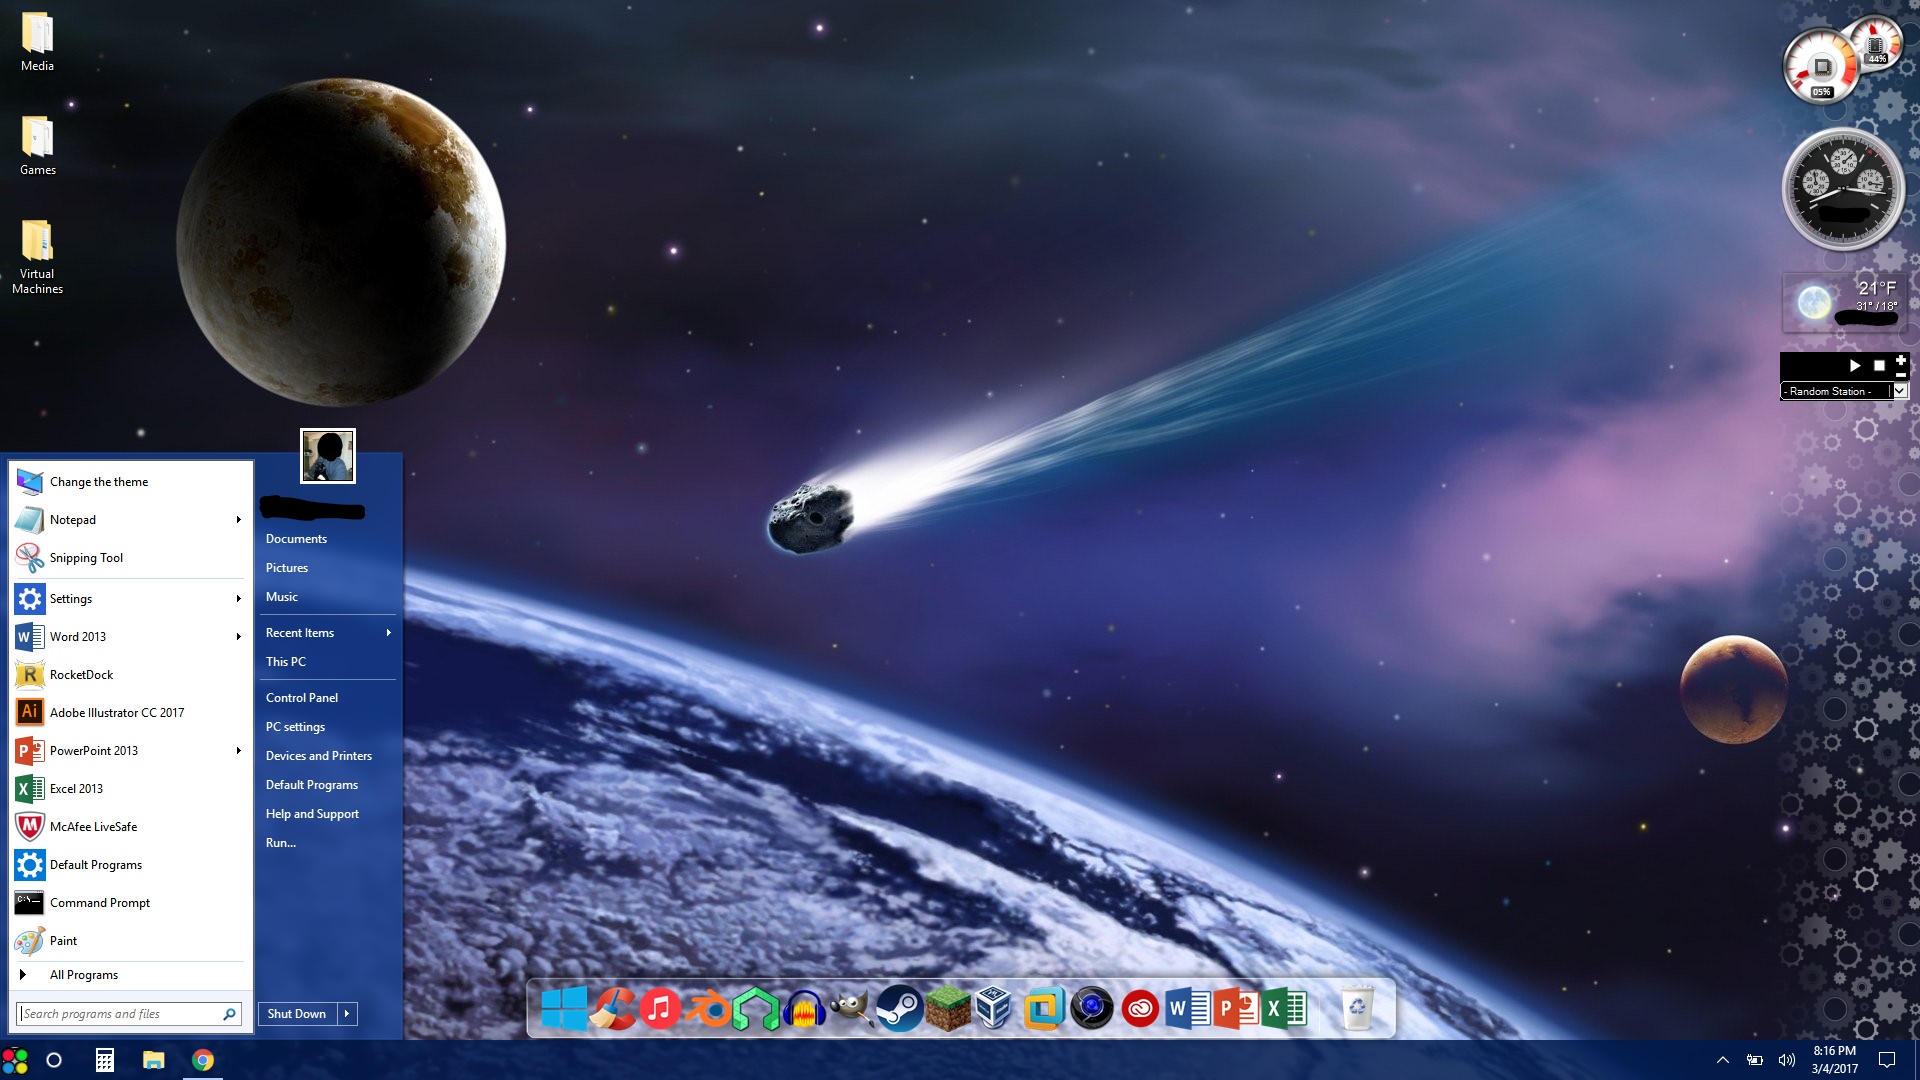 Media
Games
Virtual
Machines
05%
44%
21°F
31° / 18°
- Random Station -
Change the theme
Notepad
Snipping Tool
Settings
Word 2013
RocketDock
Adobe Illustrator CC 2017
PowerPoint 2013
Excel 2013
McAfee LiveSafe
Default Programs
Command Prompt
Paint
All Programs
Search programs and files
Documents
Pictures
Music
Recent Items
This PC
Control Panel
PC settings
Devices and Printers
Default Programs
Help and Support
Run...
Shut Down
8:16 PM
3/4/2017